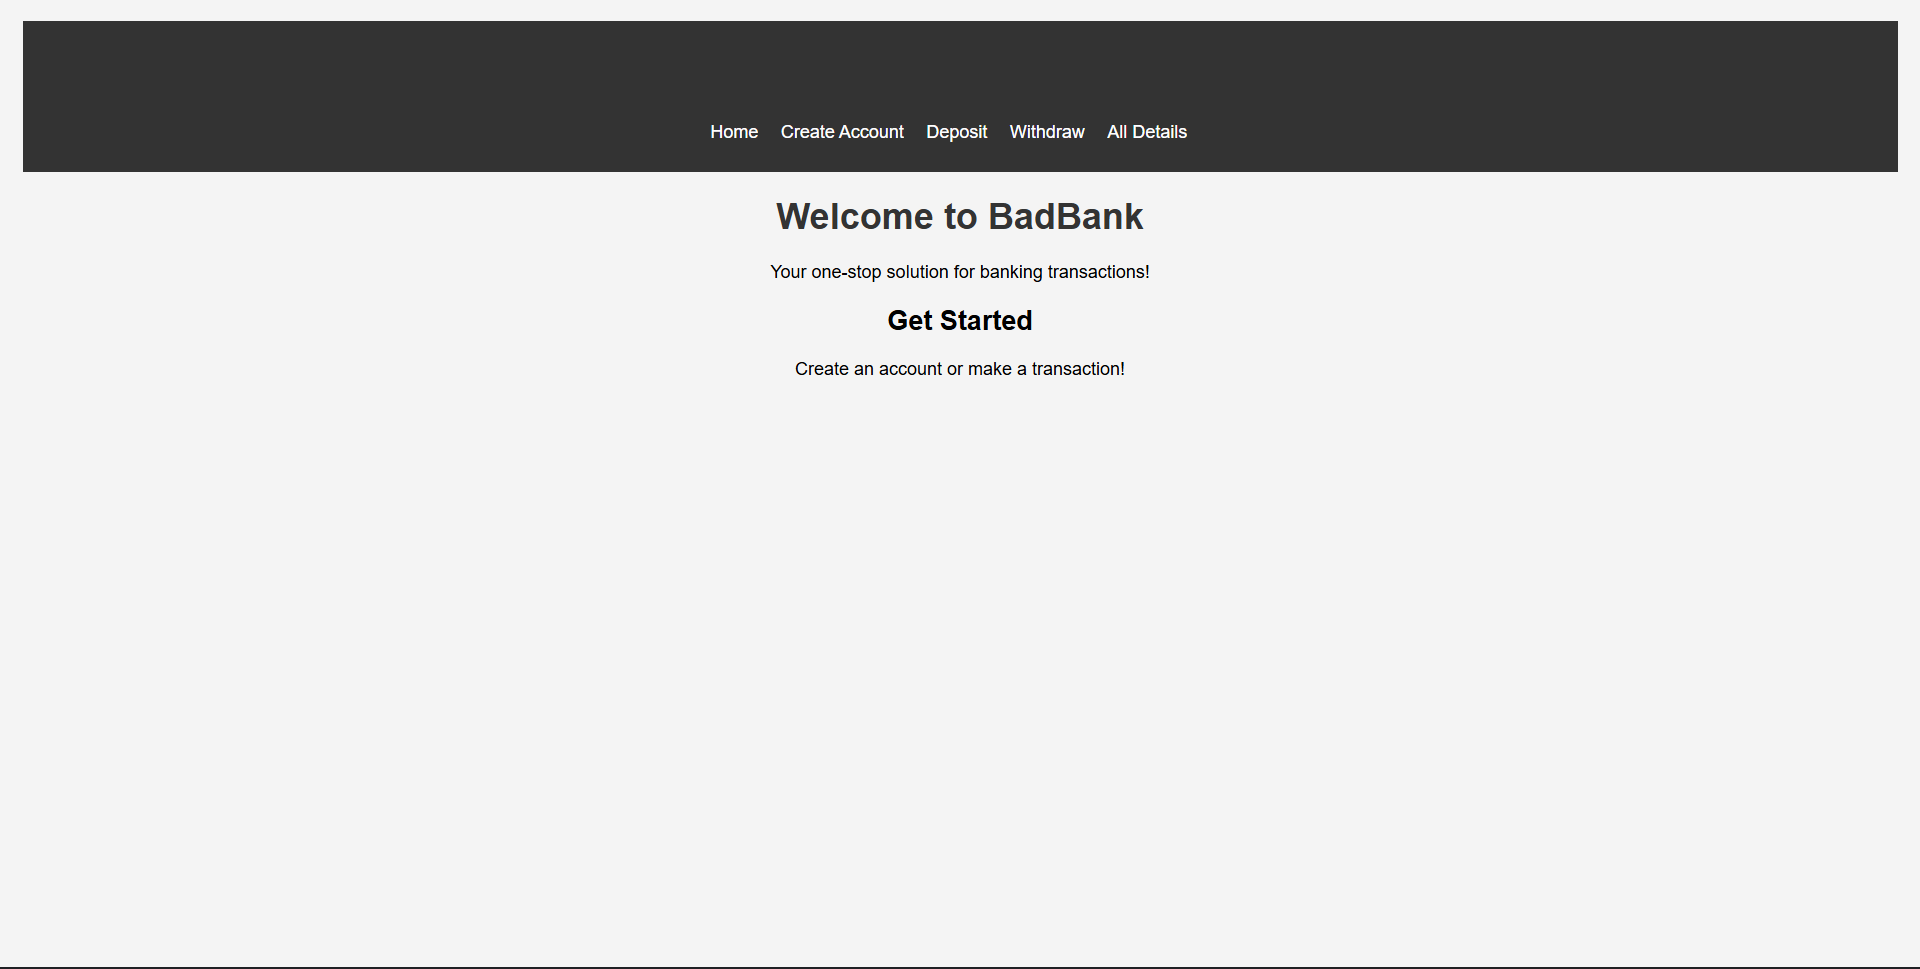 Home Create Account Deposit Withdraw All Details
Welcome to BadBank
Your one-stop solution for banking transactions!
Get Started
Create an account or make a transaction!